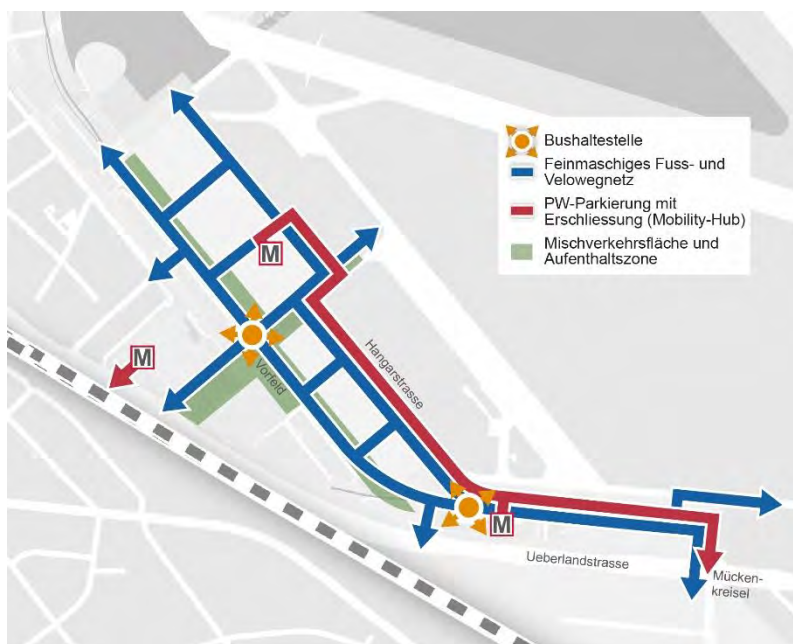 Bushaltestelle
Feinmaschiges Fuss- und
Velowegnetz
PW-Parkierung mit
Erschliessung (Mobility-Hub)
Mischverkehrsfläche und
Aufenthaltszone
M
M
Hangarstrasse
Vorfeld
M
Ueberlandstrasse
Mücken-
kreisel